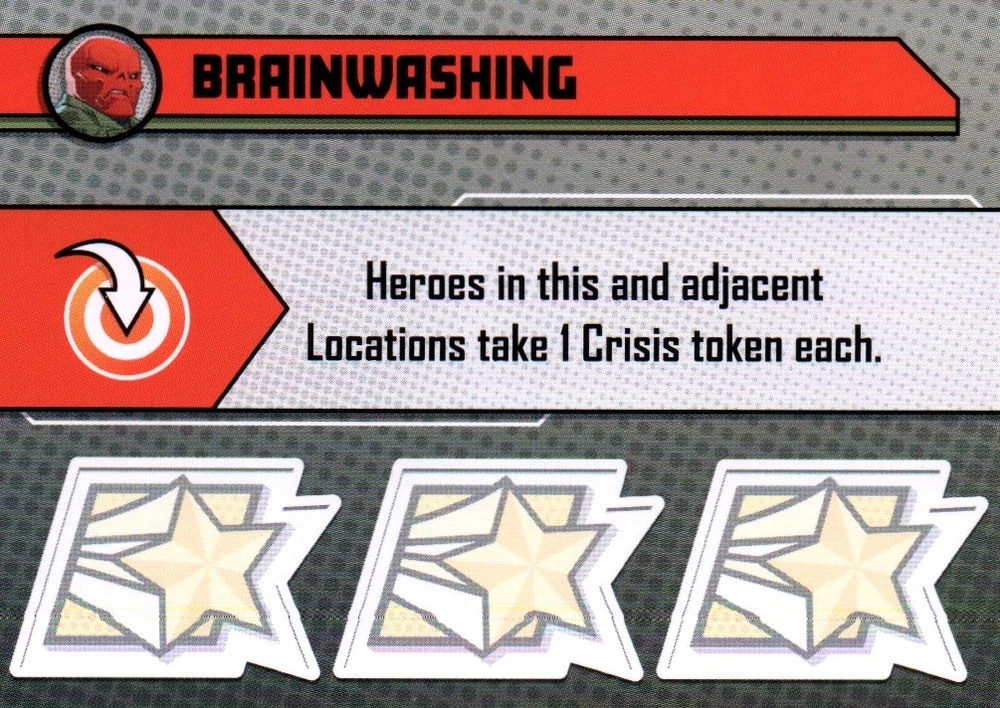 BRAINWASHING
Heroes in this and adjacent
Locations take 1 Crisis token each.